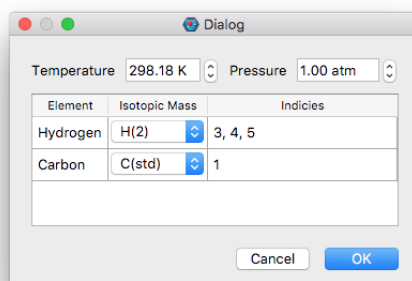 Dialog
Temperature 298.18 K Pressure 1.00 atm
Element Isotopic Mass Indicies
Hydrogen H(2) 3, 4, 5
Carbon C(std) 1
Cancel OK